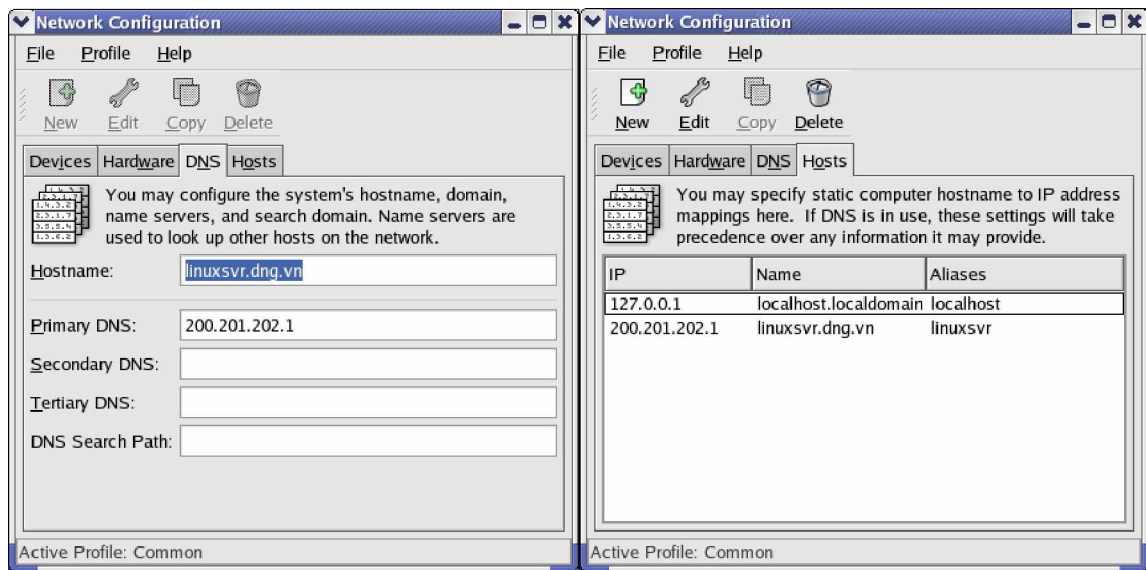 Network Configuration
File Profile Help
New Edit Copy Delete
Devices Hardware DNS Hosts
You may configure the system's hostname, domain,
name servers, and search domain. Name servers are
used to look up other hosts on the network.
Hostname: linuxsvr.dng.vn
Primary DNS: 200.201.202.1
Secondary DNS:
Tertiary DNS:
DNS Search Path:
Active Profile: Common
Network Configuration
File Profile Help
New Edit Copy Delete
Devices Hardware DNS Hosts
You may specify static computer hostname to IP address
mappings here. If DNS is in use, these settings will take
precedence over any information it may provide.
IP Name Aliases
127.0.0.1 localhost.localdomain localhost
200.201.202.1 linuxsvr.dng.vn linuxsvr
Active Profile: Common